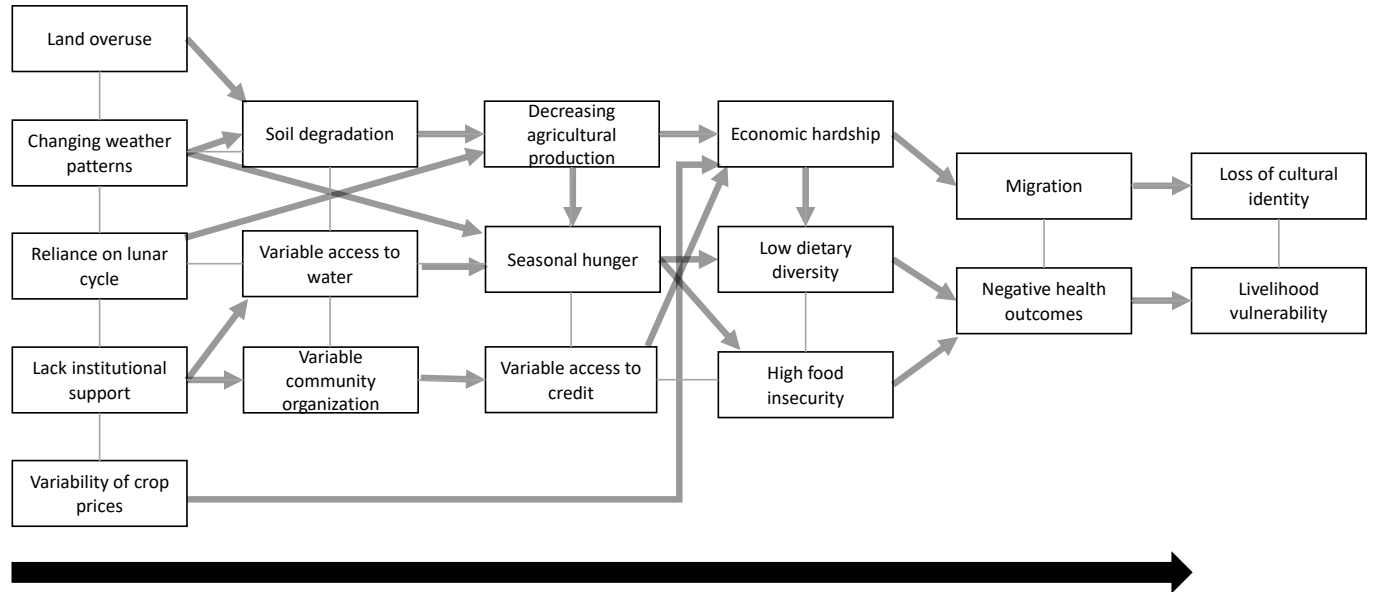 Land overuse
Changing weather
patterns
Reliance on lunar
cycle
Lack institutional
support
Variability of crop
prices
Soil degradation
Variable access to
water
Variable
community
organization
Decreasing
agricultural
production
Seasonal hunger
Variable access to
credit
Economic hardship
Low dietary
diversity
High food
insecurity
Migration
Negative health
outcomes
Loss of cultural
identity
Livelihood
vulnerability